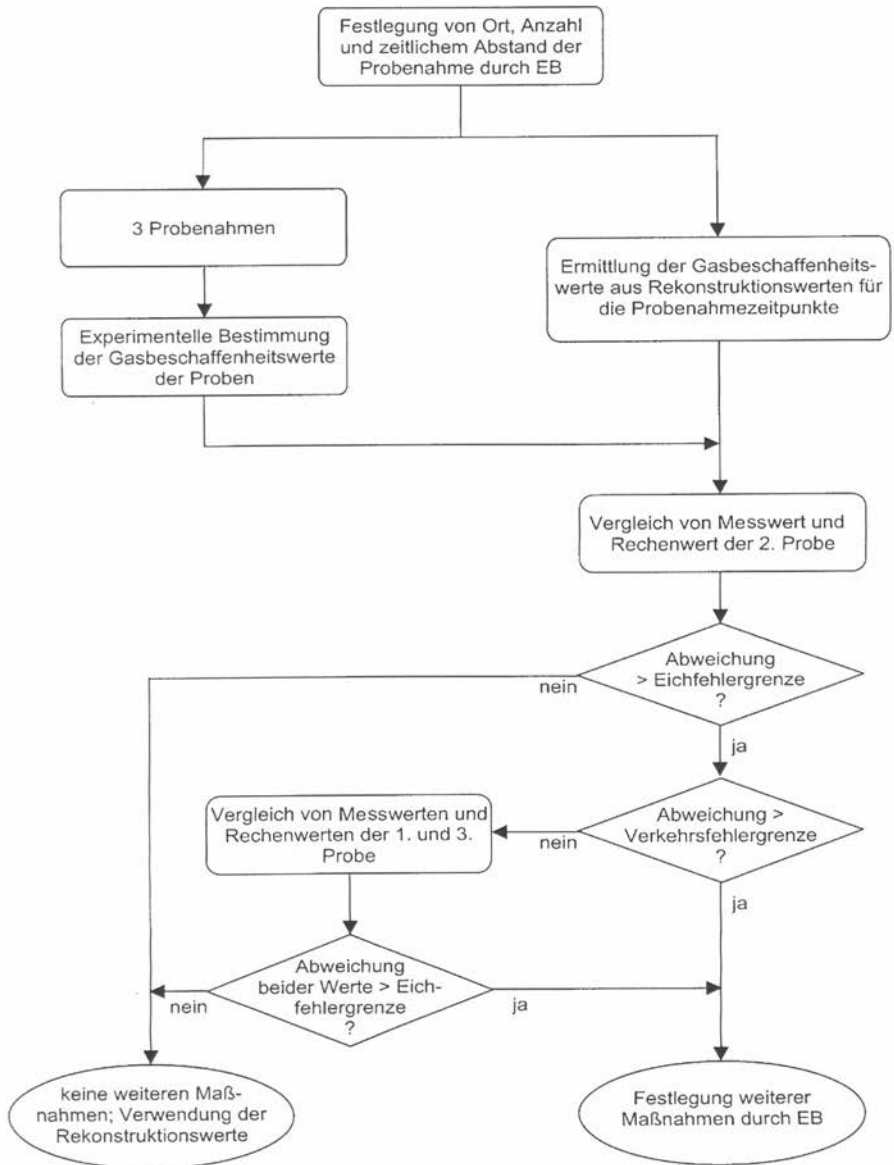 Festlegung von Ort, Anzahl
und zeitlichem Abstand der
Probenahme durch EB
3 Probenahmen
Ermittlung der Gasbeschaffenheits-
werte aus Rekonstruktionswerten für
die Probenahmezeitpunkte
Experimentelle Bestimmung
der Gasbeschaffenheitswerte
der Proben
Vergleich von Messwert und
Rechenwert der 2. Probe
Abweichung
> Eichfehlergrenze
?
nein
ja
Abweichung >
Verkehrsfehlergrenze
?
nein
ja
Vergleich von Messwerten und
Rechenwerten der 1. und 3.
Probe
Abweichung
beider Werte > Eich-
fehlergrenze
?
nein
ja
keine weiteren Maß-
nahmen; Verwendung der
Rekonstruktionswerte
Festlegung weiterer
Maßnahmen durch EB